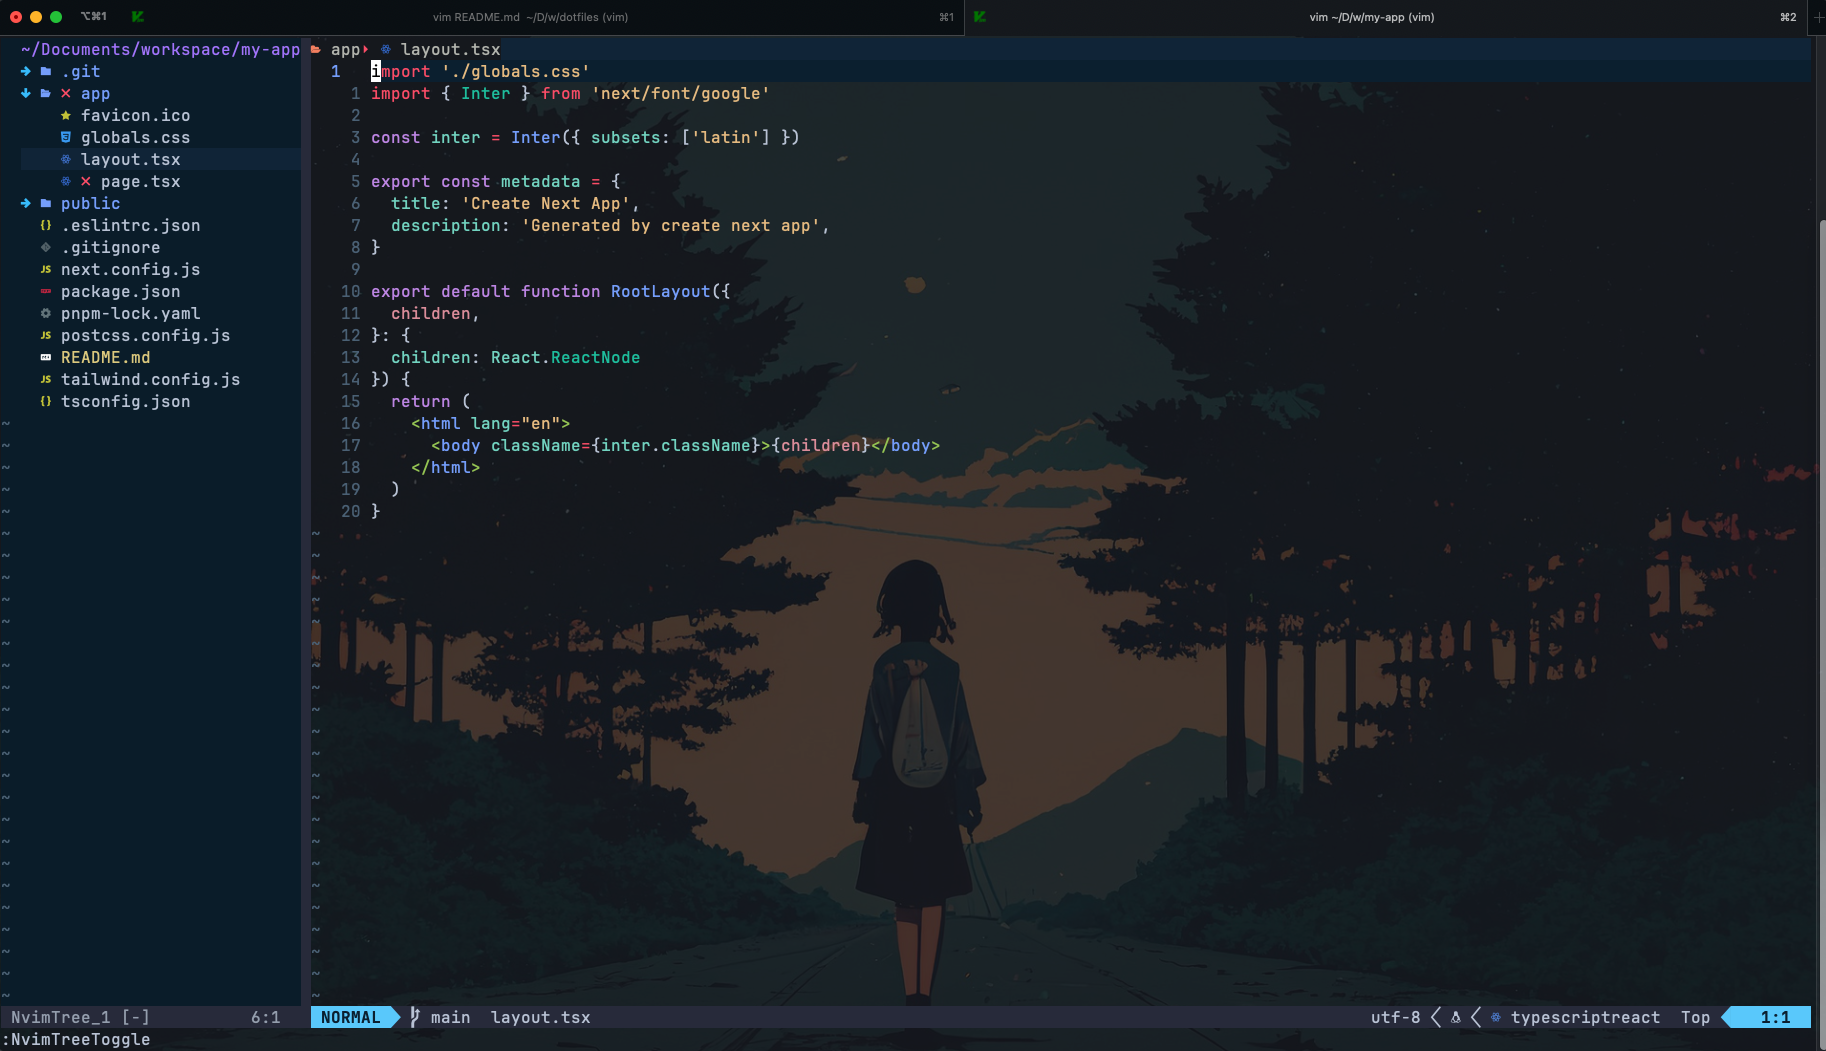 ⌥⌘1
vim README.md ~/D/w/dotfiles (vim) ⌘1
vim ~/D/w/my-app (vim) ⌘2
~/Documents/workspace/my-app
.git
app
favicon.ico
globals.css
layout.tsx
page.tsx
public
{} .eslintrc.json
.gitignore
JS next.config.js
package.json
pnpm-lock.yaml
JS postcss.config.js
README.md
JS tailwind.config.js
{} tsconfig.json
app layout.tsx
1 import './globals.css'
1 import { Inter } from 'next/font/google'
2
3 const inter = Inter({ subsets: ['latin'] })
4
5 export const metadata = {
6   title: 'Create Next App',
7   description: 'Generated by create next app',
8 }
9
10 export default function RootLayout({
11   children,
12 }: {
13   children: React.ReactNode
14 }) {
15   return (
16     <html lang="en">
17       <body className={inter.className}>{children}</body>
18     </html>
19   )
20 }
NvimTree_1 [-] 6:1
NORMAL main layout.tsx utf-8 typescriptreact Top 1:1
:NvimTreeToggle